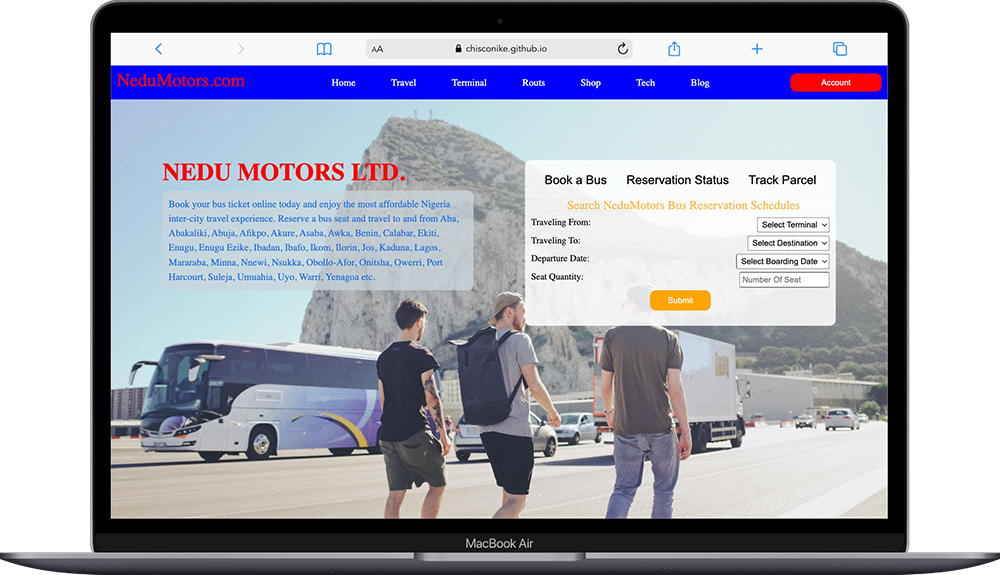 AA
chisconike.github.io
NeduMotors.com
Home
Travel
Terminal
Routs
Shop
Tech
Blog
Account
NEDU MOTORS LTD.
Book your bus ticket online today and enjoy the most affordable Nigeria
inter-city travel experience. Reserve a bus seat and travel to and from Aba,
Abakaliki, Abuja, Afikpo, Akure, Asaba, Awka, Benin, Calabar, Ekiti,
Enugu, Enugu Ezike, Ibadan, Ibafo, Ikom, Ilorin, Jos, Kaduna, Lagos,
Mararaba, Minna, Nnewi, Nsukka, Obollo-Afor, Onitsha, Owerri, Port
Harcourt, Suleja, Umuahia, Uyo, Warri, Yenagoa etc.
Book a Bus
Reservation Status
Track Parcel
Search NeduMotors Bus Reservation Schedules
Traveling From:
Select Terminal
Traveling To:
Select Destination
Departure Date:
Select Boarding Date
Seat Quantity:
Number Of Seat
Submit
MacBook Air